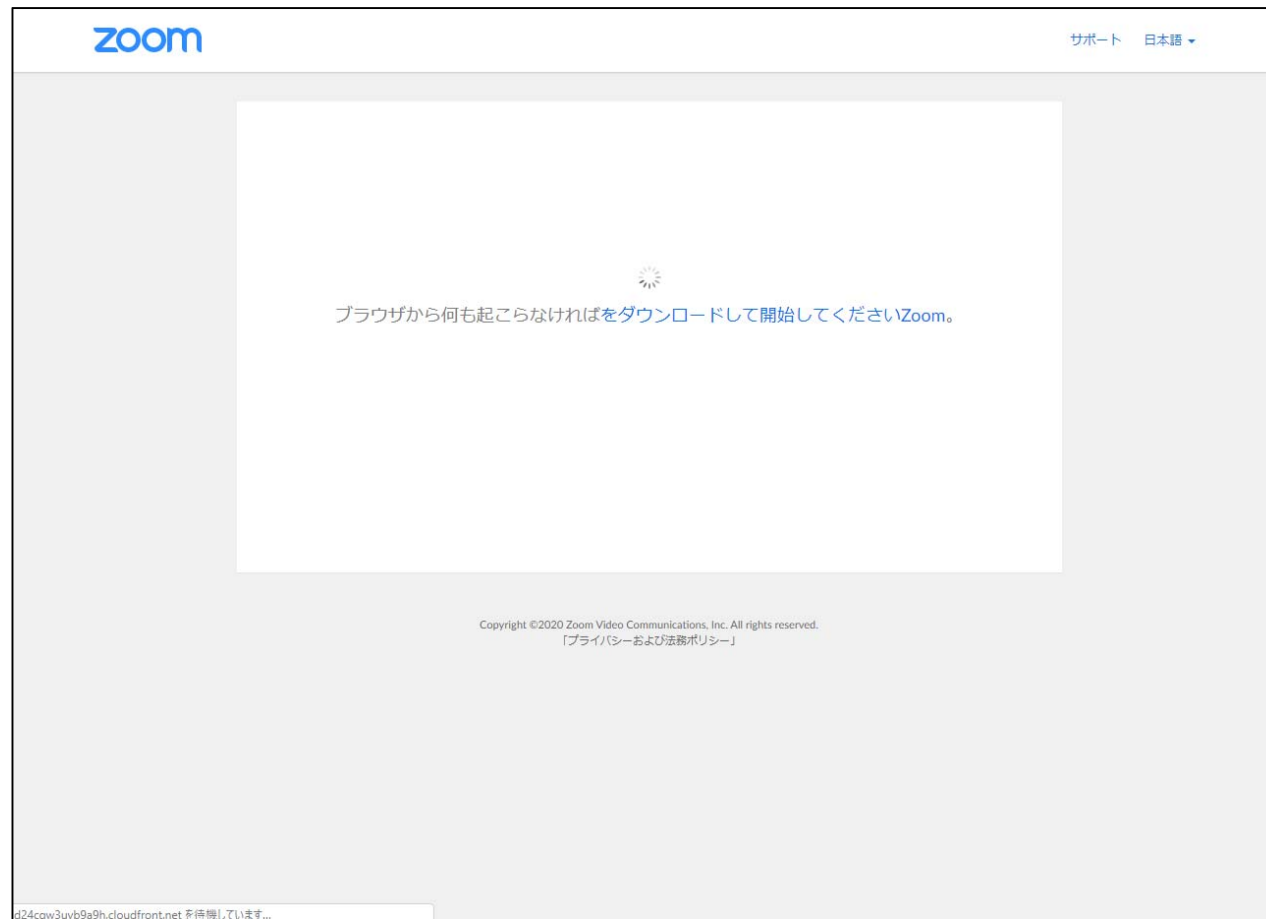 zoom
サポート 日本語
ブラウザから何も起こらなければをダウンロードして開始してくださいZoom。
Copyright ©2020 Zoom Video Communications, Inc. All rights reserved.
「プライバシーおよび法務ポリシー」
d24cgw3uyb9a9h.cloudfront.net を待機しています...